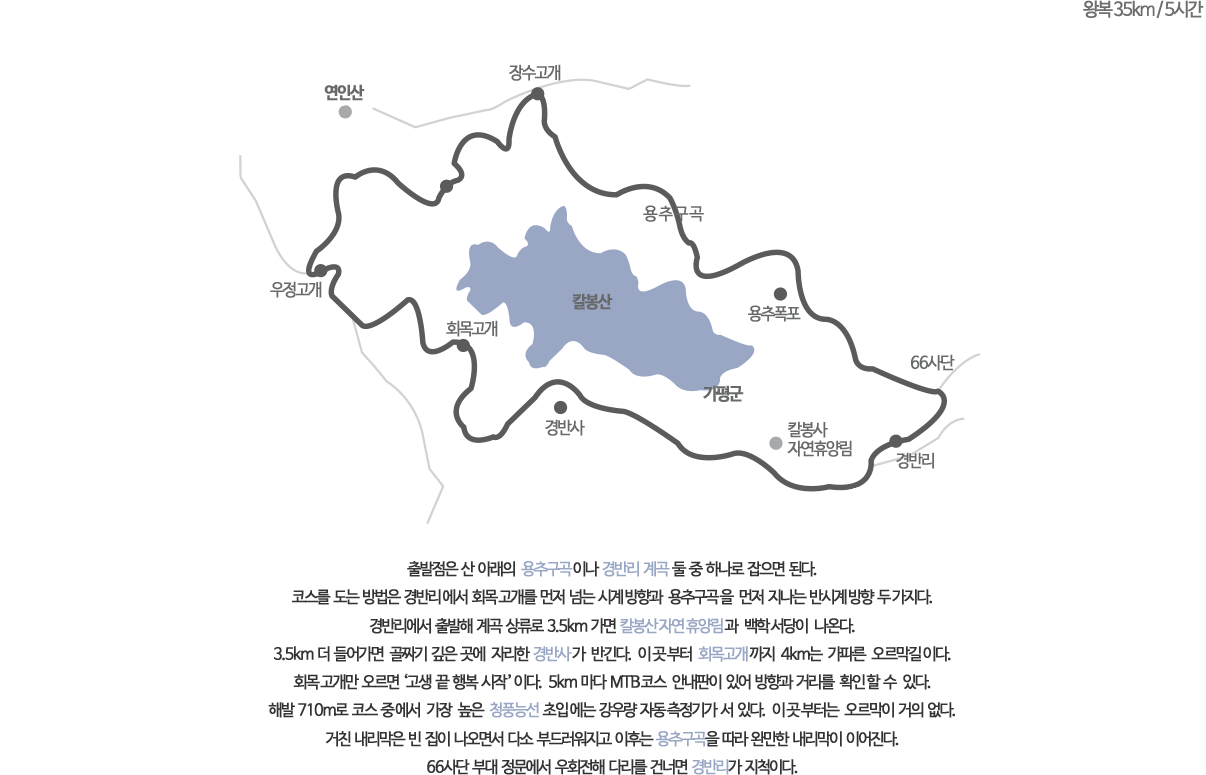 왕복 35km / 5시간
장수고개
연인산
용추구곡
우정고개
칼봉산
용추폭포
회목고개
66사단
가평군
경반사
칼봉사
자연휴양림
경반리
출발점은 산 아래의 용추구곡이나 경반리 계곡 둘 중 하나로 잡으면 된다.
코스를 도는 방법은 경반리에서 회목고개를 먼저 넘는 시계방향과 용추구곡을 먼저 지나는 반시계방향 두가지다.
경반리에서 출발해 계곡 상류로 3.5km 가면 칼봉산자연휴양림과 백학서당이 나온다.
3.5km 더 들어가면 골짜기 깊은 곳에 자리한 경반사가 반긴다. 이곳부터 회목고개까지 4km는 가파른 오르막길이다.
회목고개만 오르면 ‘고생 끝 행복 시작’ 이다. 5km 마다 MTB코스 안내판이 있어 방향과 거리를 확인할 수 있다.
해발 710m로 코스 중에서 가장 높은 청풍능선 초입에는 강우량 자동측정기가 서 있다. 이곳부터는 오르막이 거의 없다.
거친 내리막은 빈 집이 나오면서 다소 부드러워지고 이후는 용추구곡을 따라 완만한 내리막이 이어진다.
66사단 부대 정문에서 우회전해 다리를 건너면 경반리가 지척이다.